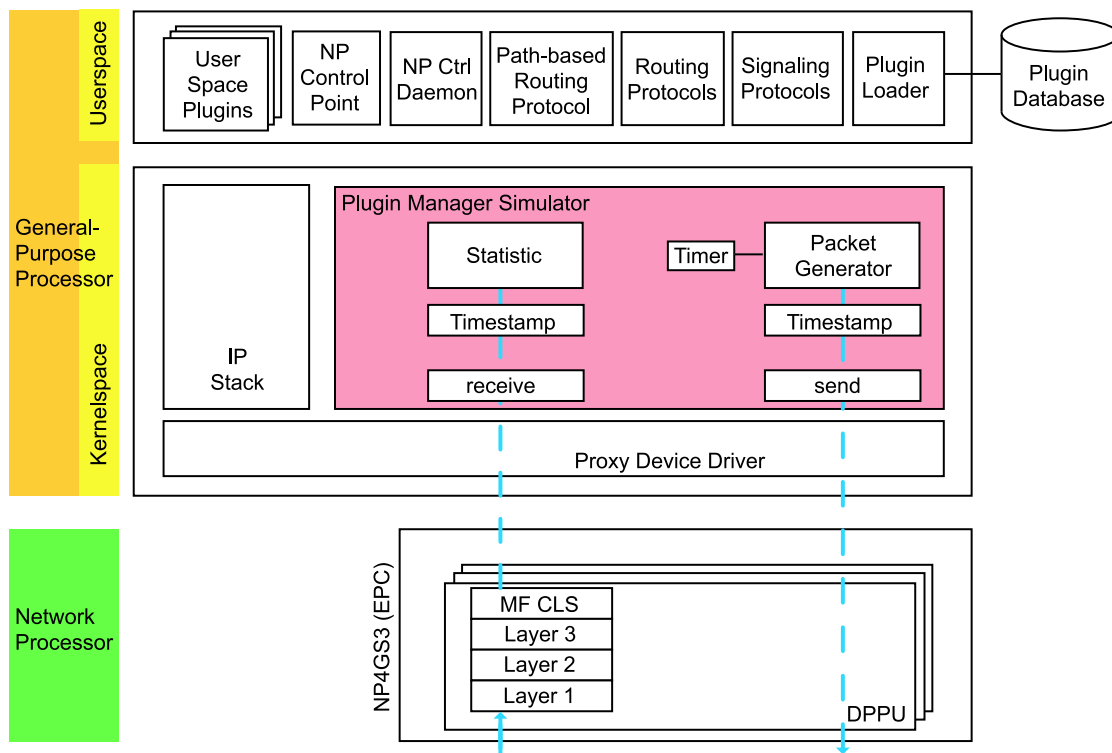 Userspace
User
Space
Plugins
NP
Control
Point
NP Ctrl
Daemon
Path-based
Routing
Protocol
Routing
Protocols
Signaling
Protocols
Plugin
Loader
Plugin
Database
General-
Purpose
Processor
Kernelspace
IP
Stack
Plugin Manager Simulator
Statistic
Timer
Packet
Generator
Timestamp
Timestamp
receive
send
Proxy Device Driver
Network
Processor
NP4GS3 (EPC)
MF CLS
Layer 3
Layer 2
Layer 1
DPPU